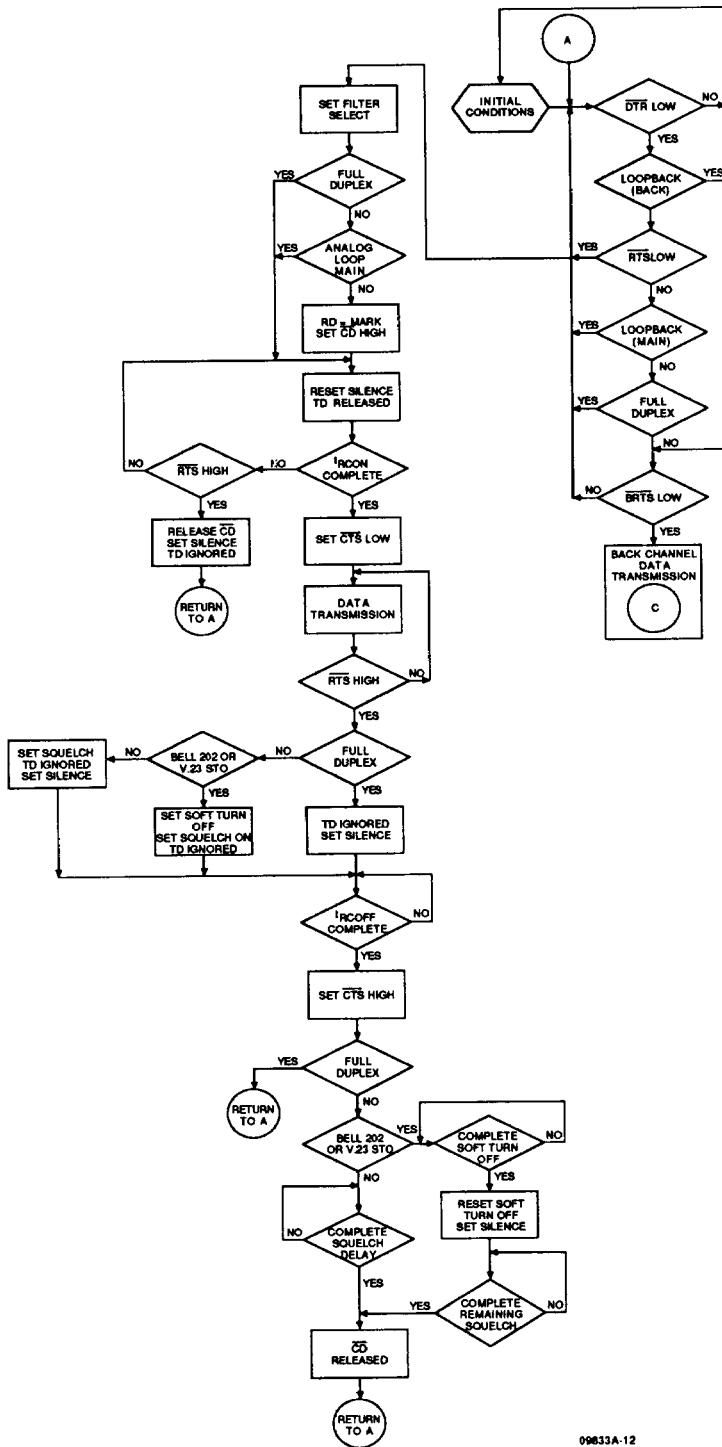 A
INITIAL
CONDITIONS
DTR LOW
NO
YES
LOOPBACK
(BACK)
YES
RTSLOW
YES
NO
LOOPBACK
(MAIN)
YES
NO
FULL
DUPLEX
YES
NO
BRTS LOW
NO
YES
BACK CHANNEL
DATA
TRANSMISSION
C
SET FILTER
SELECT
FULL
DUPLEX
YES
NO
ANALOG
LOOP
MAIN
YES
NO
RD = MARK
SET CD HIGH
RESET SILENCE
TD RELEASED
tRCON
COMPLETE
NO
YES
RTS HIGH
NO
YES
RELEASE CD
SET SILENCE
TD IGNORED
RETURN
TO A
SET CTS LOW
DATA
TRANSMISSION
RTS HIGH
NO
YES
FULL
DUPLEX
NO
YES
BELL 202 OR
V.23 STO
NO
YES
SET SQUELCH
TD IGNORED
SET SILENCE
SET SOFT TURN
OFF
SET SQUELCH ON
TD IGNORED
TD IGNORED
SET SILENCE
tRCOFF
COMPLETE
NO
YES
SET CTS HIGH
FULL
DUPLEX
YES
NO
RETURN
TO A
BELL 202
OR V.23 STO
YES
NO
COMPLETE
SOFT TURN
OFF
NO
YES
RESET SOFT
TURN OFF
SET SILENCE
COMPLETE
SQUELCH
DELAY
NO
YES
COMPLETE
REMAINING
SQUELCH
NO
YES
CD
RELEASED
RETURN
TO A
09833A-12